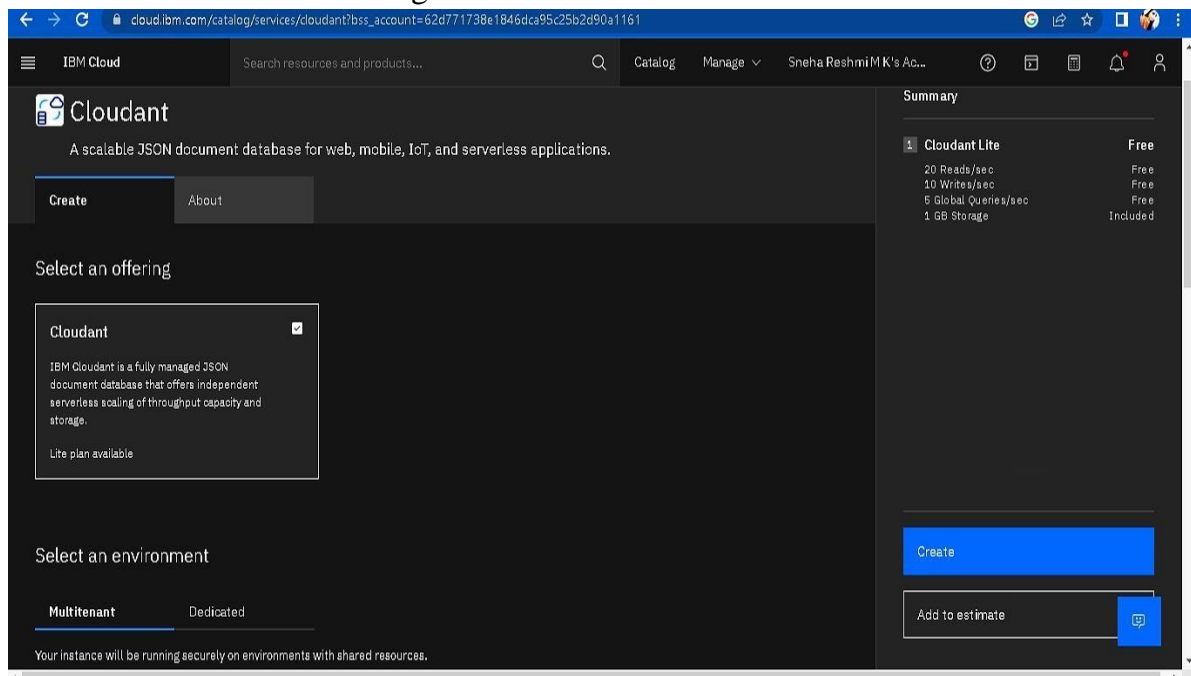 cloud.ibm.com/catalog/services/cloudant?bss_account=62d771738e1846dca95c25b2d90a1161
IBM Cloud
Search resources and products...
Catalog
Manage
Sneha Reshmi M K's Ac...
Cloudant
A scalable JSON document database for web, mobile, IoT, and serverless applications.
Create
About
Select an offering
Cloudant
IBM Cloudant is a fully managed JSON
document database that offers independent
serverless scaling of throughput capacity and
storage.
Lite plan available
Select an environment
Multitenant
Dedicated
Your instance will be running securely on environments with shared resources.
Summary
1 Cloudant Lite Free
20 Reads/sec Free
10 Writes/sec Free
5 Global Queries/sec Free
1 GB Storage Included
Create
Add to estimate